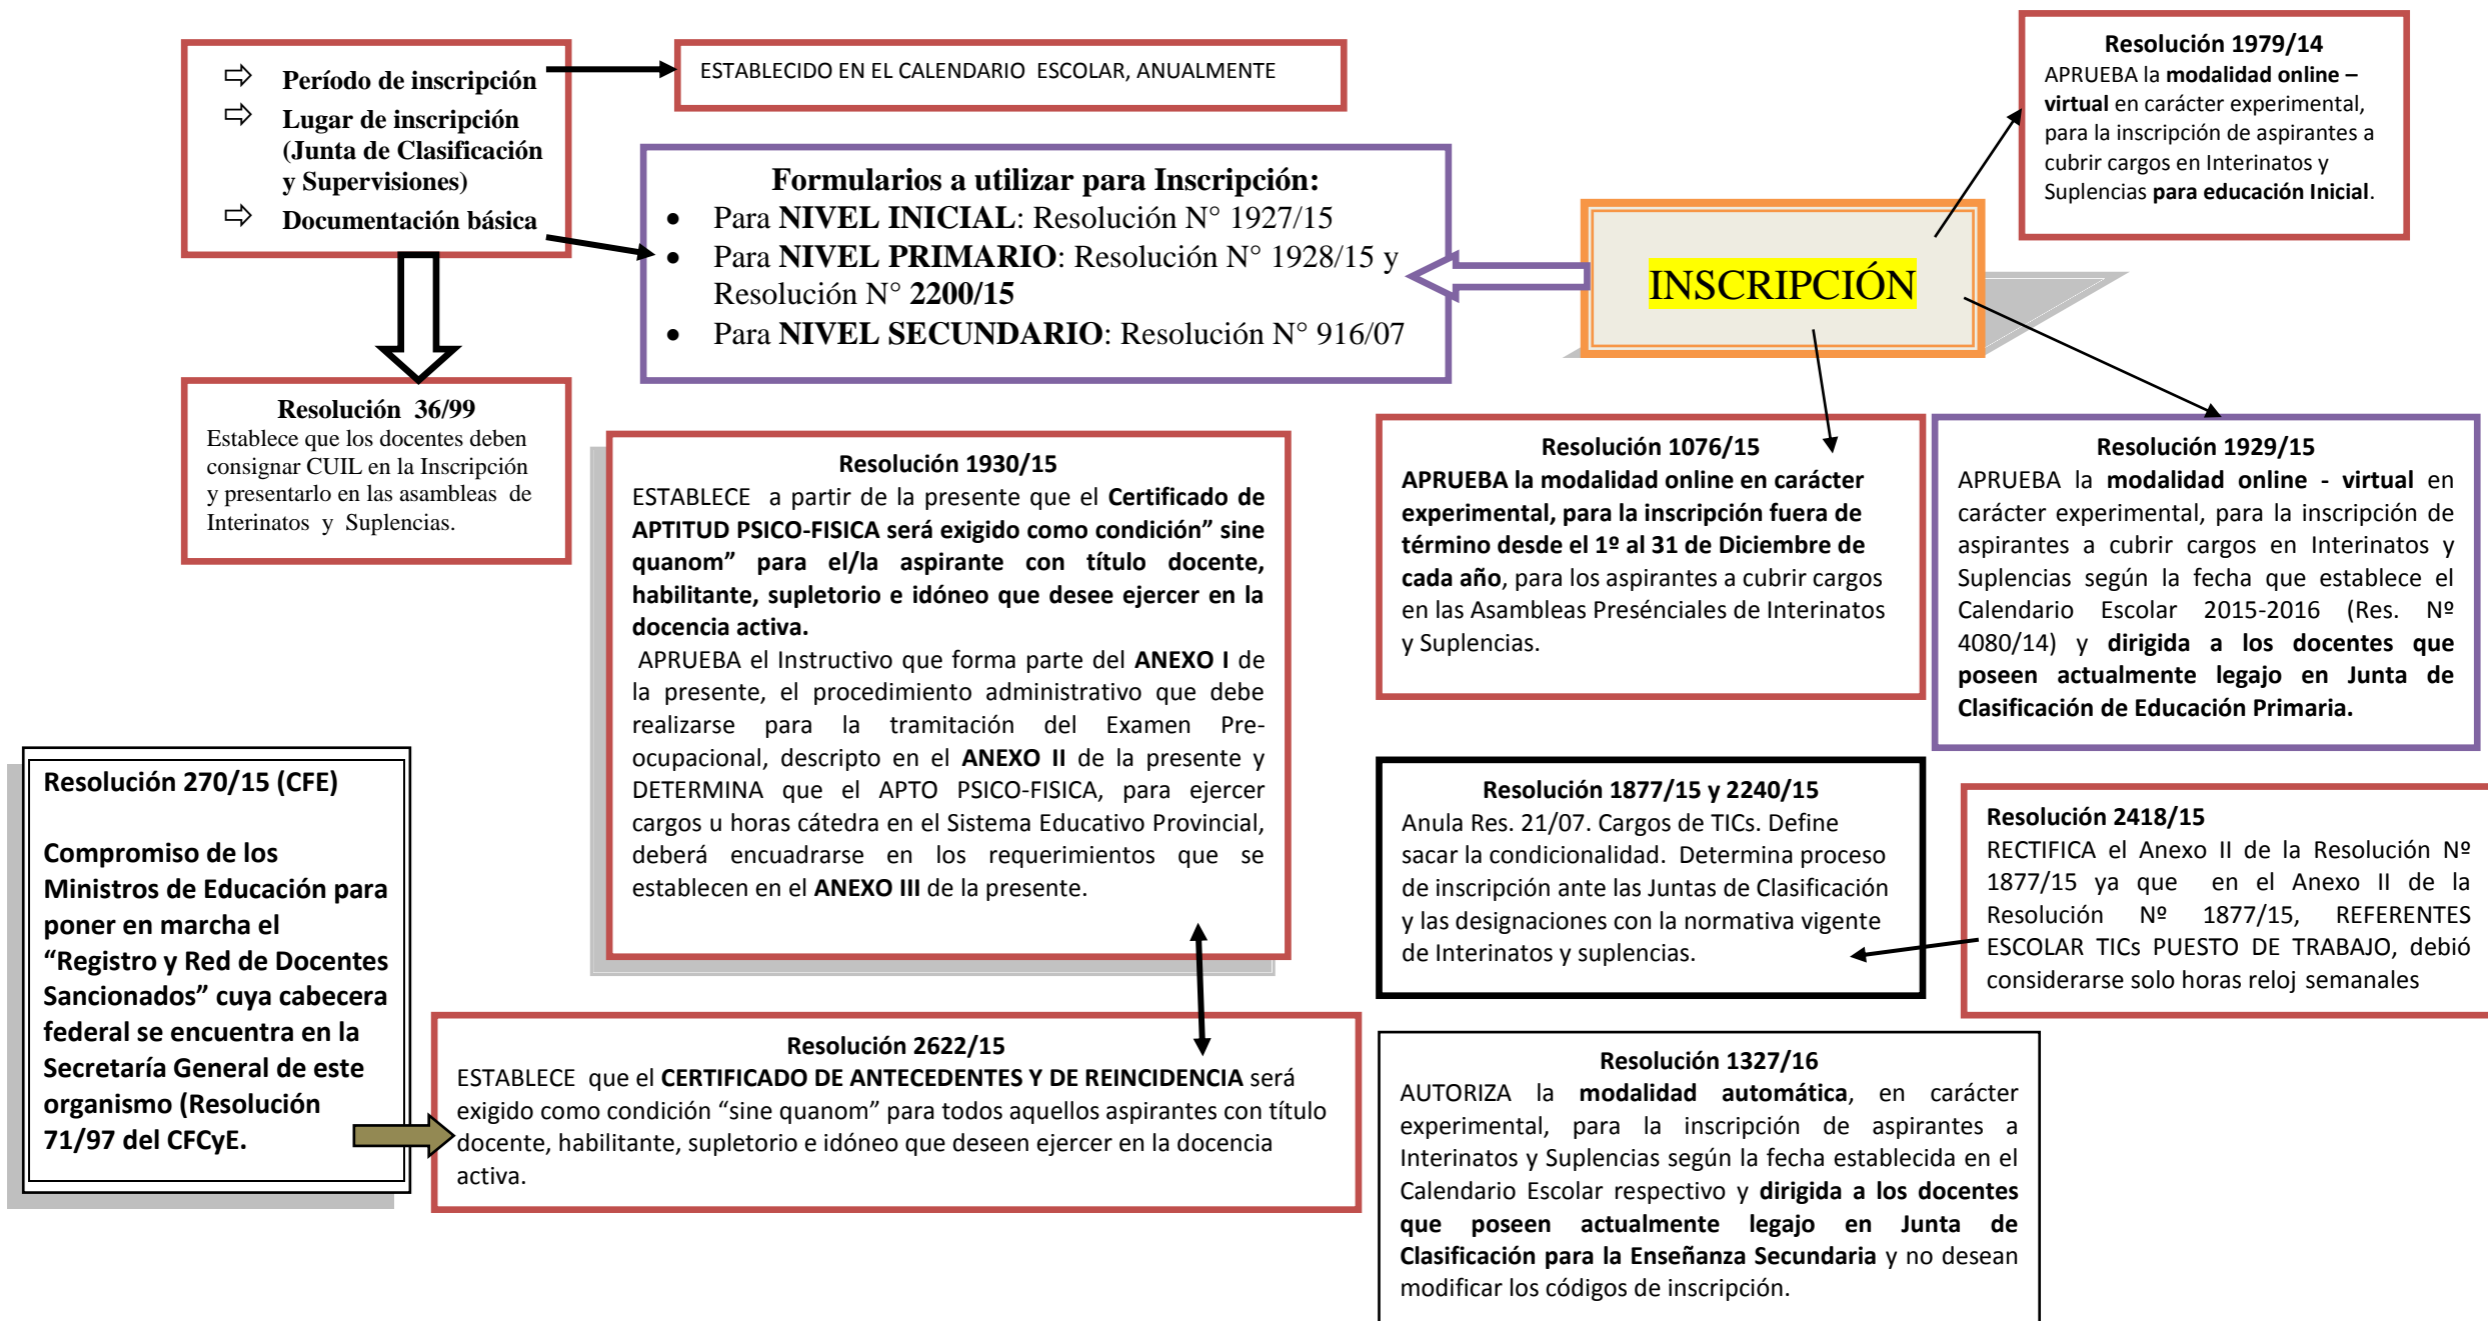 ⇨ Período de inscripción
⇨ Lugar de inscripción
(Junta de Clasificación
y Supervisiones)
⇨ Documentación básica
ESTABLECIDO EN EL CALENDARIO ESCOLAR, ANUALMENTE
Resolución 1979/14
APRUEBA la modalidad online –
virtual en carácter experimental,
para la inscripción de aspirantes a
cubrir cargos en Interinatos y
Suplencias para educación Inicial.
Formularios a utilizar para Inscripción:
• Para NIVEL INICIAL: Resolución N° 1927/15
• Para NIVEL PRIMARIO: Resolución N° 1928/15 y
Resolución N° 2200/15
• Para NIVEL SECUNDARIO: Resolución N° 916/07
INSCRIPCIÓN
Resolución 36/99
Establece que los docentes deben
consignar CUIL en la Inscripción
y presentarlo en las asambleas de
Interinatos y Suplencias.
Resolución 1930/15
ESTABLECE a partir de la presente que el Certificado de
APTITUD PSICO-FISICA será exigido como condición” sine
quanom” para el/la aspirante con título docente,
habilitante, supletorio e idóneo que desee ejercer en la
docencia activa.
APRUEBA el Instructivo que forma parte del ANEXO I de
la presente, el procedimiento administrativo que debe
realizarse para la tramitación del Examen Pre-
ocupacional, descripto en el ANEXO II de la presente y
DETERMINA que el APTO PSICO-FISICA, para ejercer
cargos u horas cátedra en el Sistema Educativo Provincial,
deberá encuadrarse en los requerimientos que se
establecen en el ANEXO III de la presente.
Resolución 1076/15
APRUEBA la modalidad online en carácter
experimental, para la inscripción fuera de
término desde el 1º al 31 de Diciembre de
cada año, para los aspirantes a cubrir cargos
en las Asambleas Presénciales de Interinatos
y Suplencias.
Resolución 1929/15
APRUEBA la modalidad online - virtual en
carácter experimental, para la inscripción de
aspirantes a cubrir cargos en Interinatos y
Suplencias según la fecha que establece el
Calendario Escolar 2015-2016 (Res. Nº
4080/14) y dirigida a los docentes que
poseen actualmente legajo en Junta de
Clasificación de Educación Primaria.
Resolución 270/15 (CFE)
Compromiso de los
Ministros de Educación para
poner en marcha el
“Registro y Red de Docentes
Sancionados” cuya cabecera
federal se encuentra en la
Secretaría General de este
organismo (Resolución
71/97 del CFCyE.
Resolución 1877/15 y 2240/15
Anula Res. 21/07. Cargos de TICs. Define
sacar la condicionalidad. Determina proceso
de inscripción ante las Juntas de Clasificación
y las designaciones con la normativa vigente
de Interinatos y suplencias.
Resolución 2418/15
RECTIFICA el Anexo II de la Resolución Nº
1877/15 ya que en el Anexo II de la
Resolución Nº 1877/15, REFERENTES
ESCOLAR TICs PUESTO DE TRABAJO, debió
considerarse solo horas reloj semanales
Resolución 2622/15
ESTABLECE que el CERTIFICADO DE ANTECEDENTES Y DE REINCIDENCIA será
exigido como condición “sine quanom” para todos aquellos aspirantes con título
docente, habilitante, supletorio e idóneo que deseen ejercer en la docencia
activa.
Resolución 1327/16
AUTORIZA la modalidad automática, en carácter
experimental, para la inscripción de aspirantes a
Interinatos y Suplencias según la fecha establecida en el
Calendario Escolar respectivo y dirigida a los docentes
que poseen actualmente legajo en Junta de
Clasificación para la Enseñanza Secundaria y no desean
modificar los códigos de inscripción.